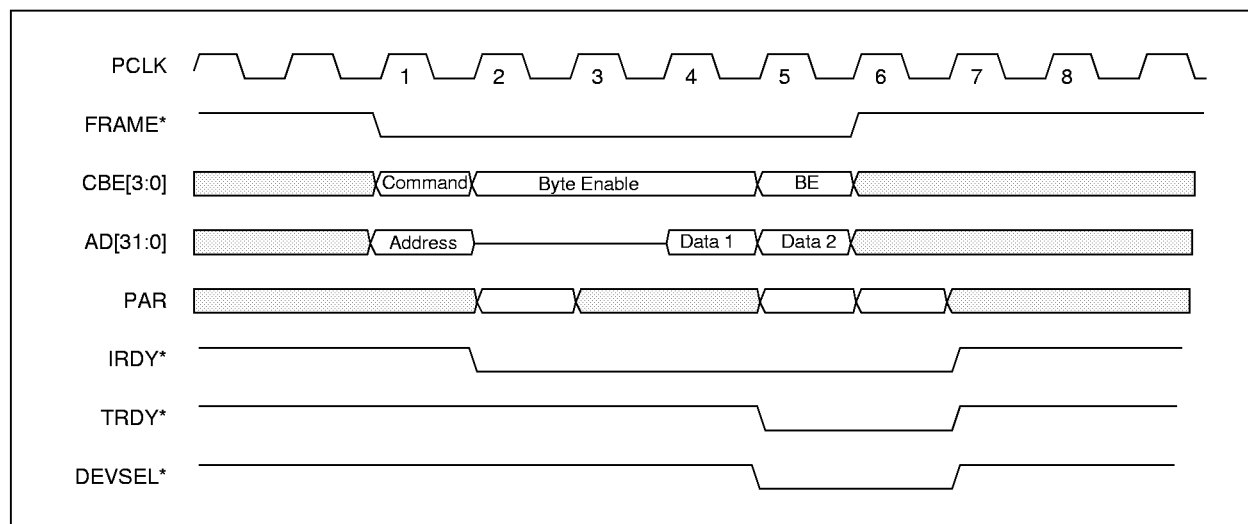 PCLK 1 2 3 4 5 6 7 8
FRAME*
CBE[3:0] Command Byte Enable BE
AD[31:0] Address Data 1 Data 2
PAR
IRDY*
TRDY*
DEVSEL*